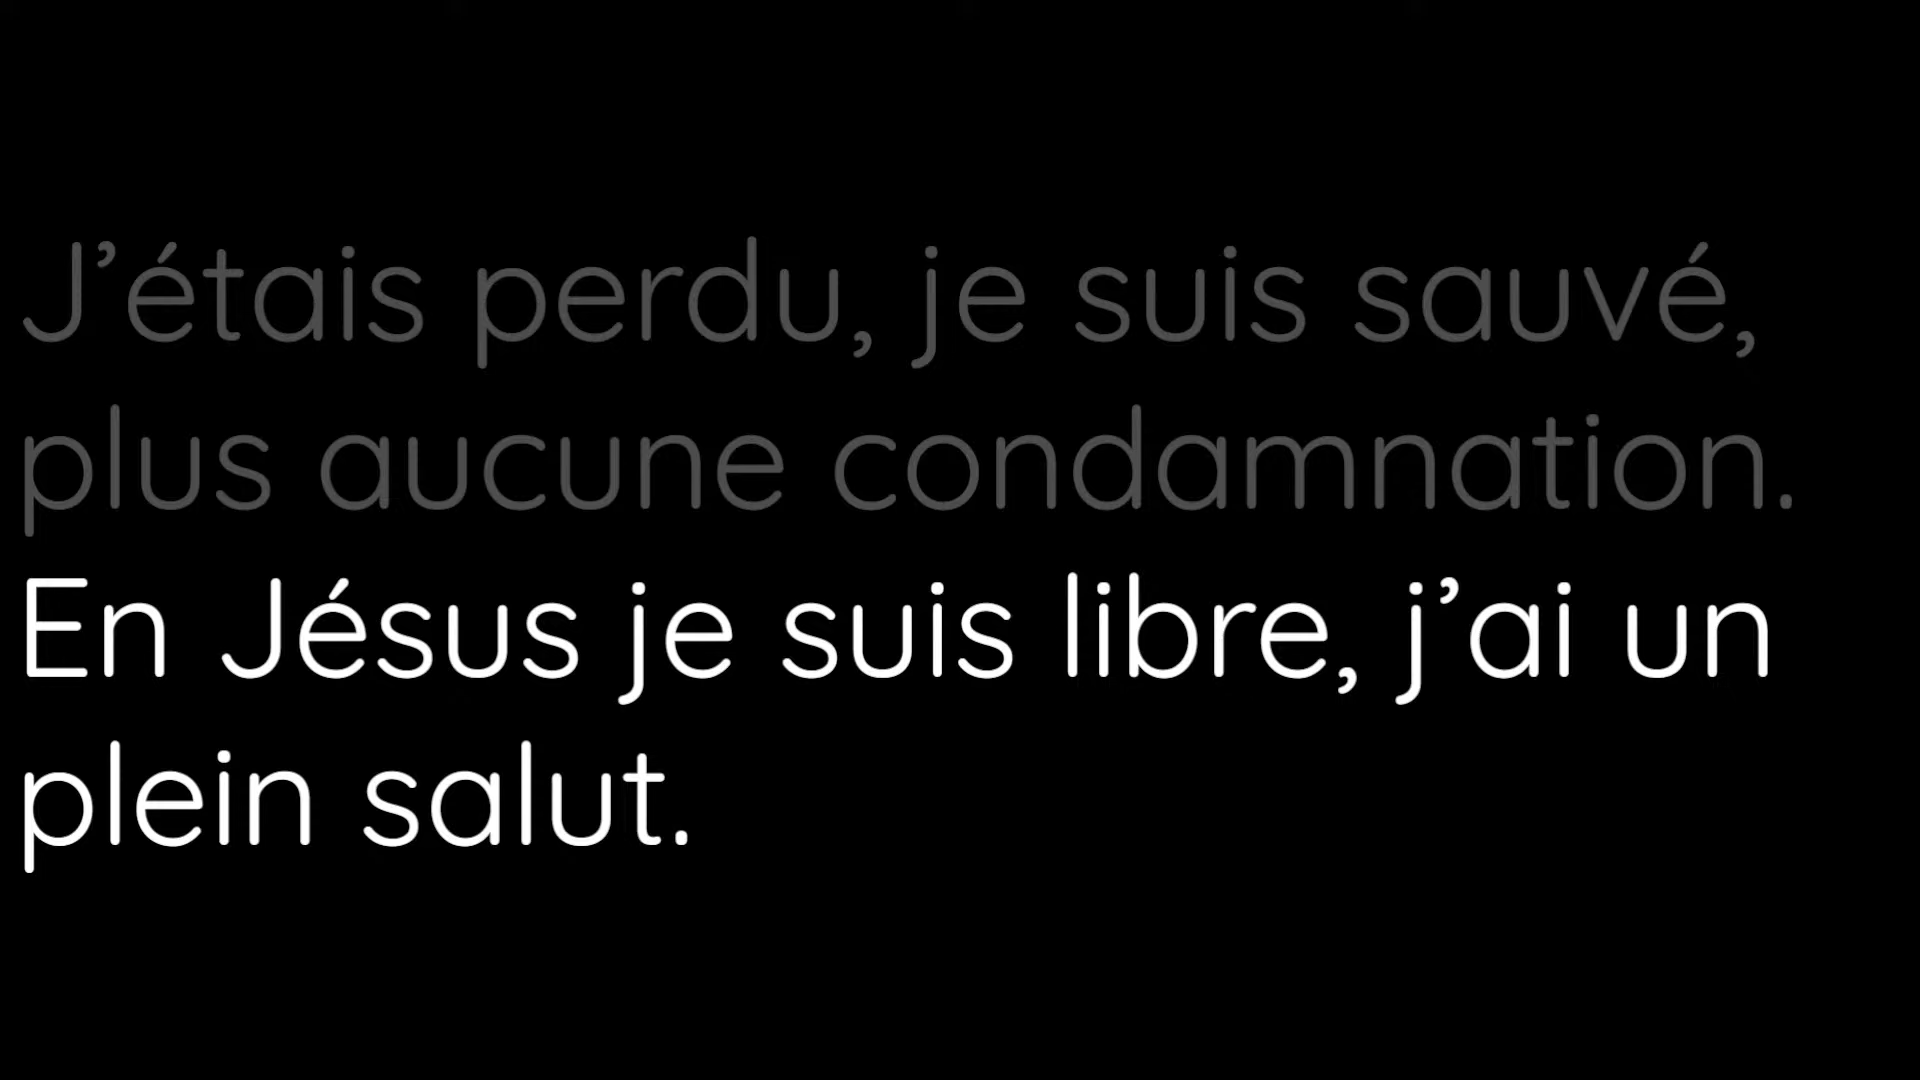 J’étais perdu, je suis sauvé,
plus aucune condamnation.
En Jésus je suis libre, j’ai un
plein salut.